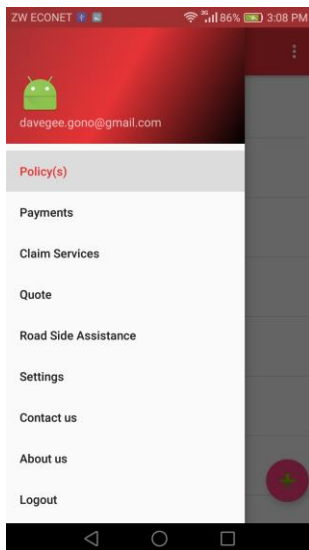 ZW ECONET 3G 86% 3:08 PM
davegee.gono@gmail.com
Policy(s)
Payments
Claim Services
Quote
Road Side Assistance
Settings
Contact us
About us
Logout